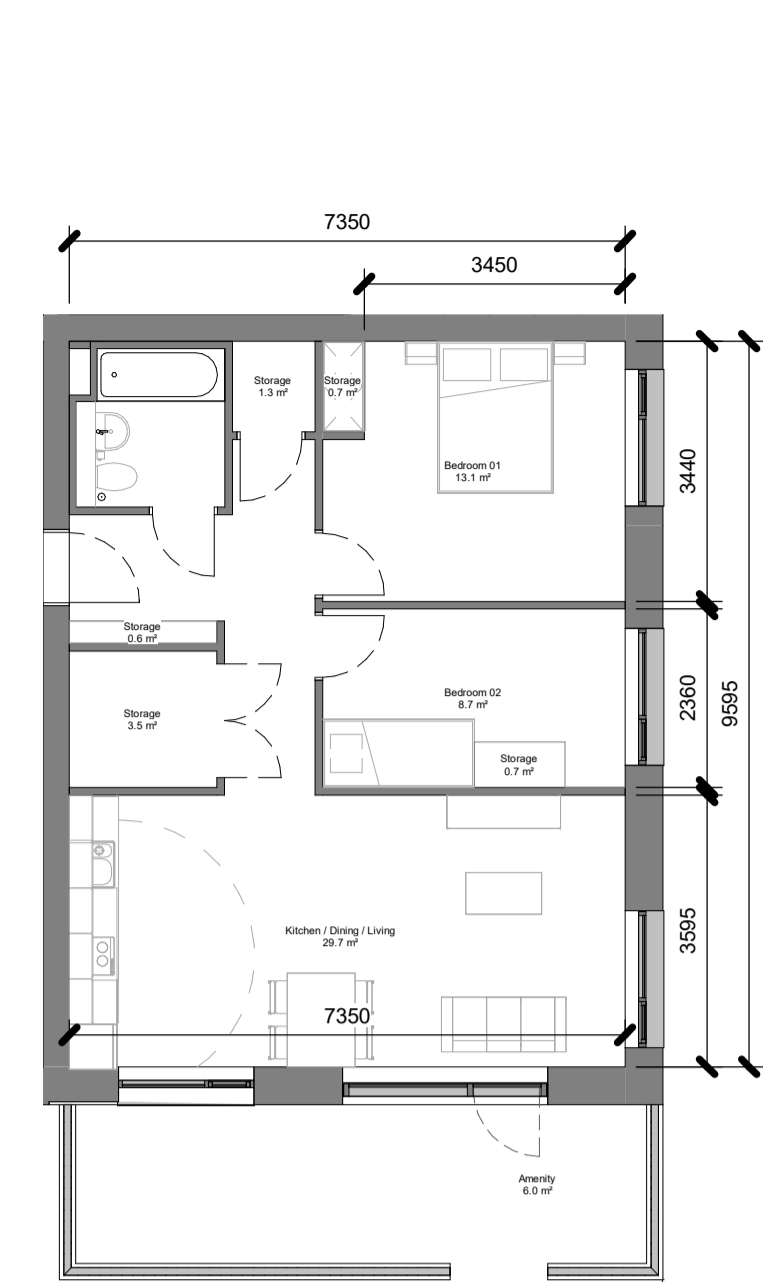 7350
3450
Storage
1.3 m²
Storage
0.7 m²
Bedroom 01
13.1 m²
3440
Storage
0.6 m²
Bedroom 02
8.7 m²
2360
9595
Storage
3.5 m²
Storage
0.7 m²
Kitchen / Dining / Living
29.7 m²
3595
7350
Amenity
6.0 m²